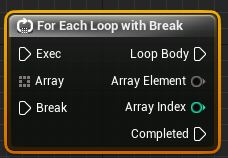 For Each Loop with Break
Exec Loop Body
Array Array Element
Break Array Index
Completed